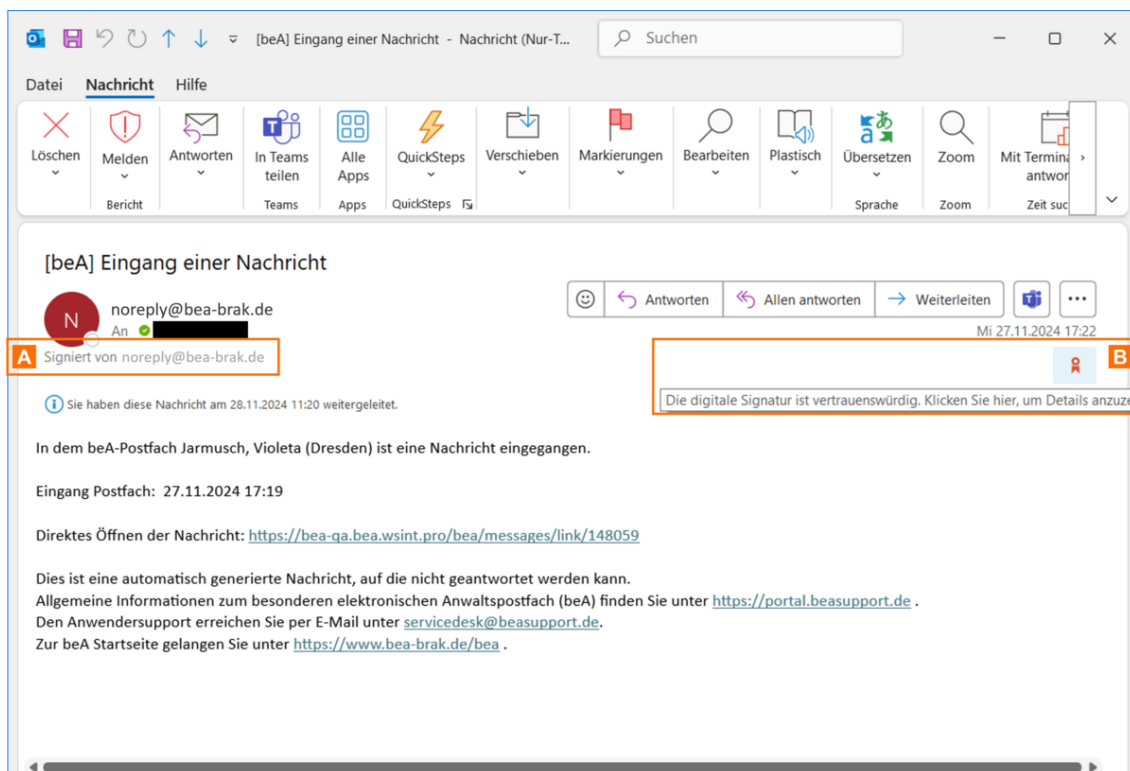 [beA] Eingang einer Nachricht - Nachricht (Nur-T...
Suchen
Datei Nachricht Hilfe
Löschen
Melden
Antworten
In Teams teilen
Alle Apps
QuickSteps
Verschieben
Markierungen
Bearbeiten
Plastisch
Übersetzen
Zoom
Mit Termina
antwor
Bericht Teams Apps QuickSteps Sprache Zoom Zeit suc
[beA] Eingang einer Nachricht
N
noreply@bea-brak.de
An
Antworten Allen antworten Weiterleiten
Mi 27.11.2024 17:22
A Signiert von noreply@bea-brak.de
B
Die digitale Signatur ist vertrauenswürdig. Klicken Sie hier, um Details anzuze
Sie haben diese Nachricht am 28.11.2024 11:20 weitergeleitet.
In dem beA-Postfach Jarmusch, Violeta (Dresden) ist eine Nachricht eingegangen.
Eingang Postfach: 27.11.2024 17:19
Direktes Öffnen der Nachricht: https://bea-qa.bea.wsint.pro/bea/messages/link/148059
Dies ist eine automatisch generierte Nachricht, auf die nicht geantwortet werden kann.
Allgemeine Informationen zum besonderen elektronischen Anwaltspostfach (beA) finden Sie unter https://portal.beasupport.de .
Den Anwendersupport erreichen Sie per E-Mail unter servicedesk@beasupport.de.
Zur beA Startseite gelangen Sie unter https://www.bea-brak.de/bea .